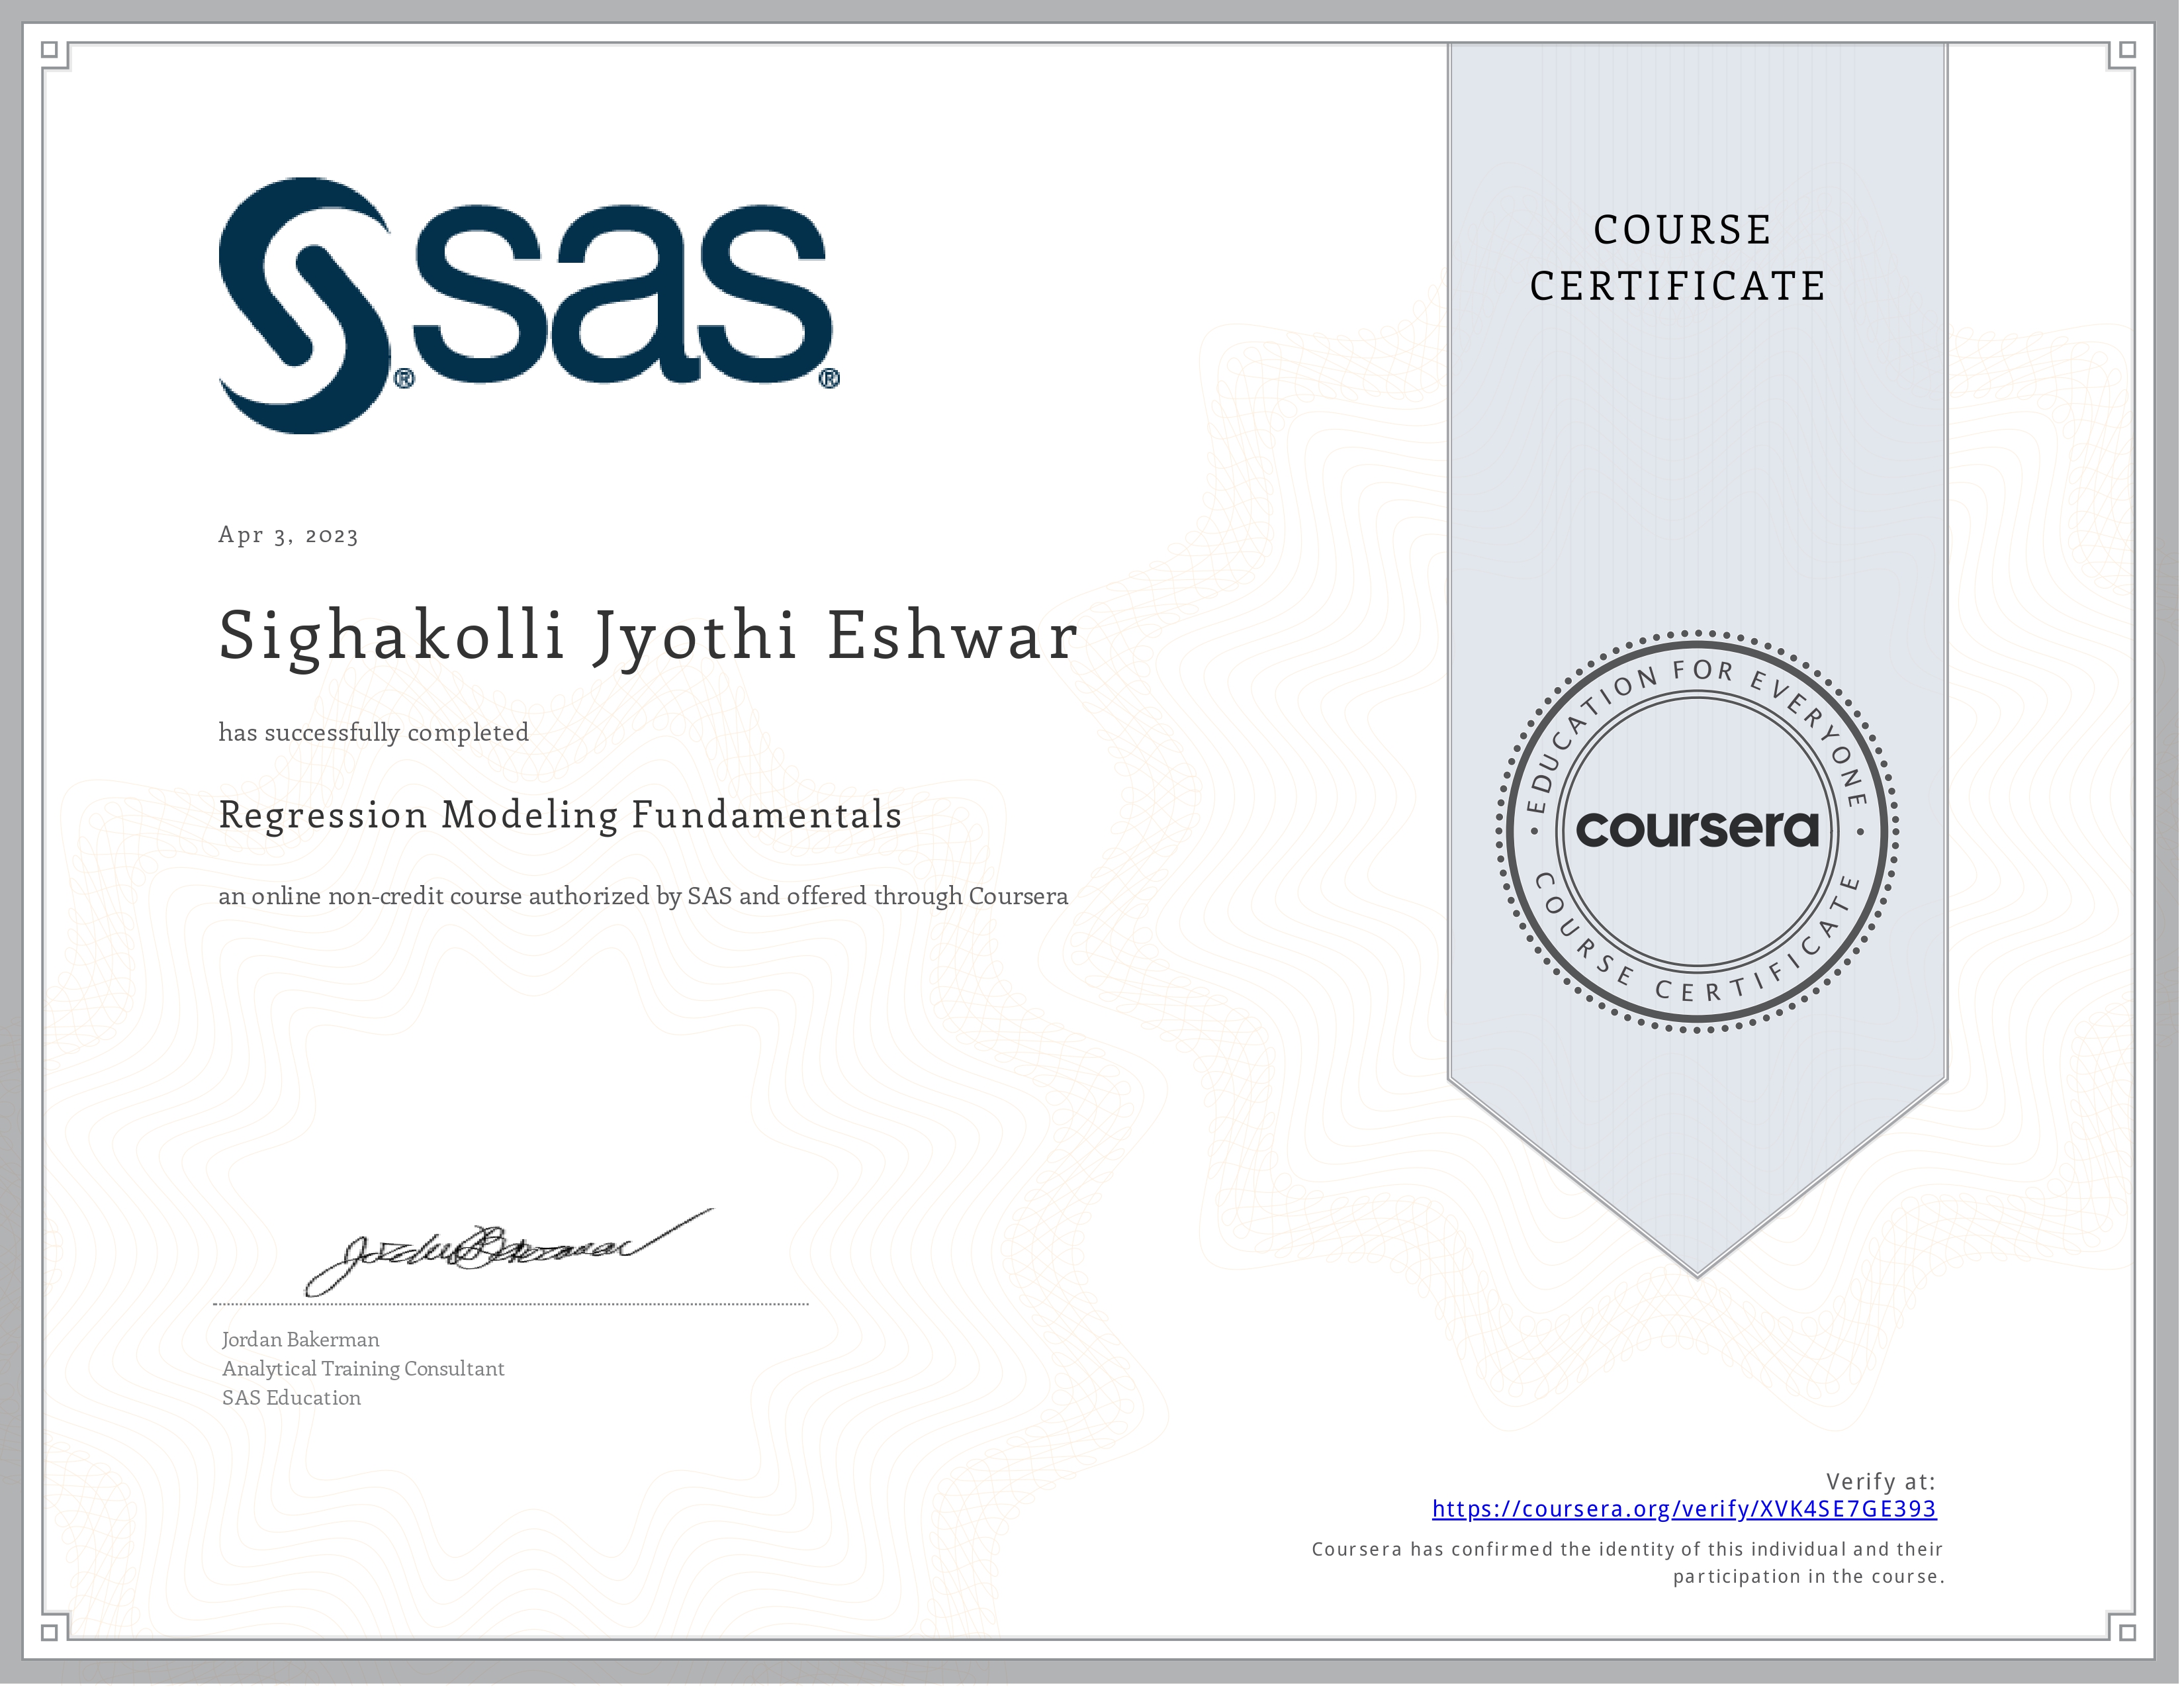 sas
®
®
COURSE
CERTIFICATE
Apr 3, 2023
Sighakolli Jyothi Eshwar
has successfully completed
Regression Modeling Fundamentals
an online non-credit course authorized by SAS and offered through Coursera
EDUCATION FOR EVERYONE
coursera
COURSE CERTIFICATE
Jordan Bakerman
Jordan Bakerman
Analytical Training Consultant
SAS Education
Verify at:
https://coursera.org/verify/XVK4SE7GE393
Coursera has confirmed the identity of this individual and their
participation in the course.